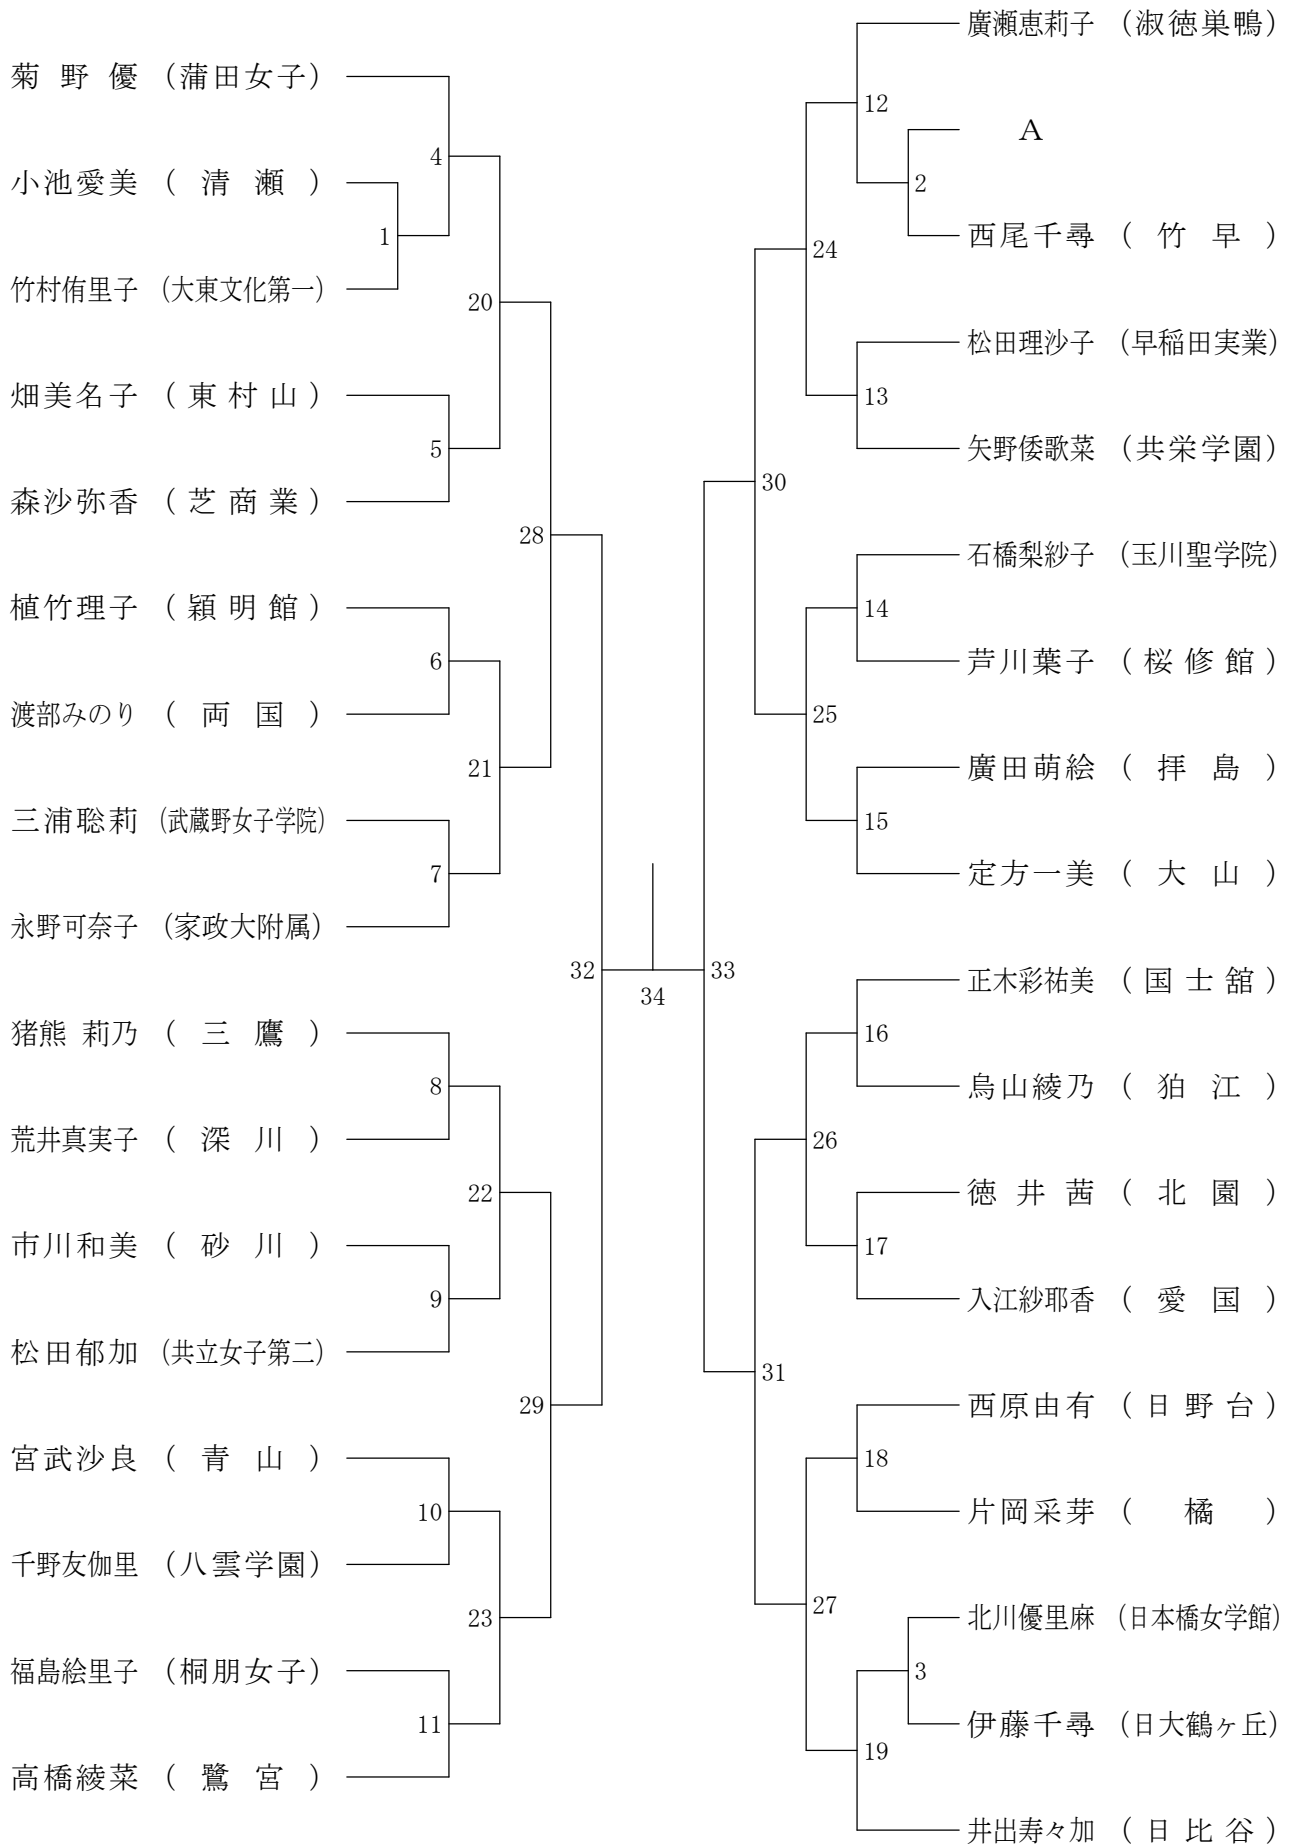 菊野優 (蒲田女子)
小池愛美 (清瀬)
竹村侑里子 (大東文化第一)
畑美名子 (東村山)
森沙弥香 (芝商業)
植竹理子 (穎明館)
渡部みのり (両国)
三浦聡莉 (武蔵野女子学院)
永野可奈子 (家政大附属)
猪熊 莉乃 (三鷹)
荒井真実子 (深川)
市川和美 (砂川)
松田郁加 (共立女子第二)
宮武沙良 (青山)
千野友伽里 (八雲学園)
福島絵里子 (桐朋女子)
高橋綾菜 (鷺宮)
1
4
5
6
7
8
9
10
11
20
21
22
23
28
29
32
34
33
30
31
24
25
26
27
12
13
14
15
16
17
18
19
2
3
廣瀬恵莉子 (淑徳巣鴨)
A
西尾千尋 (竹早)
松田理沙子 (早稲田実業)
矢野倭歌菜 (共栄学園)
石橋梨紗子 (玉川聖学院)
芦川葉子 (桜修館)
廣田萌絵 (拝島)
定方一美 (大山)
正木彩祐美 (国士舘)
烏山綾乃 (狛江)
徳井茜 (北園)
入江紗耶香 (愛国)
西原由有 (日野台)
片岡采芽 (橘)
北川優里麻 (日本橋女学館)
伊藤千尋 (日大鶴ヶ丘)
井出寿々加 (日比谷)